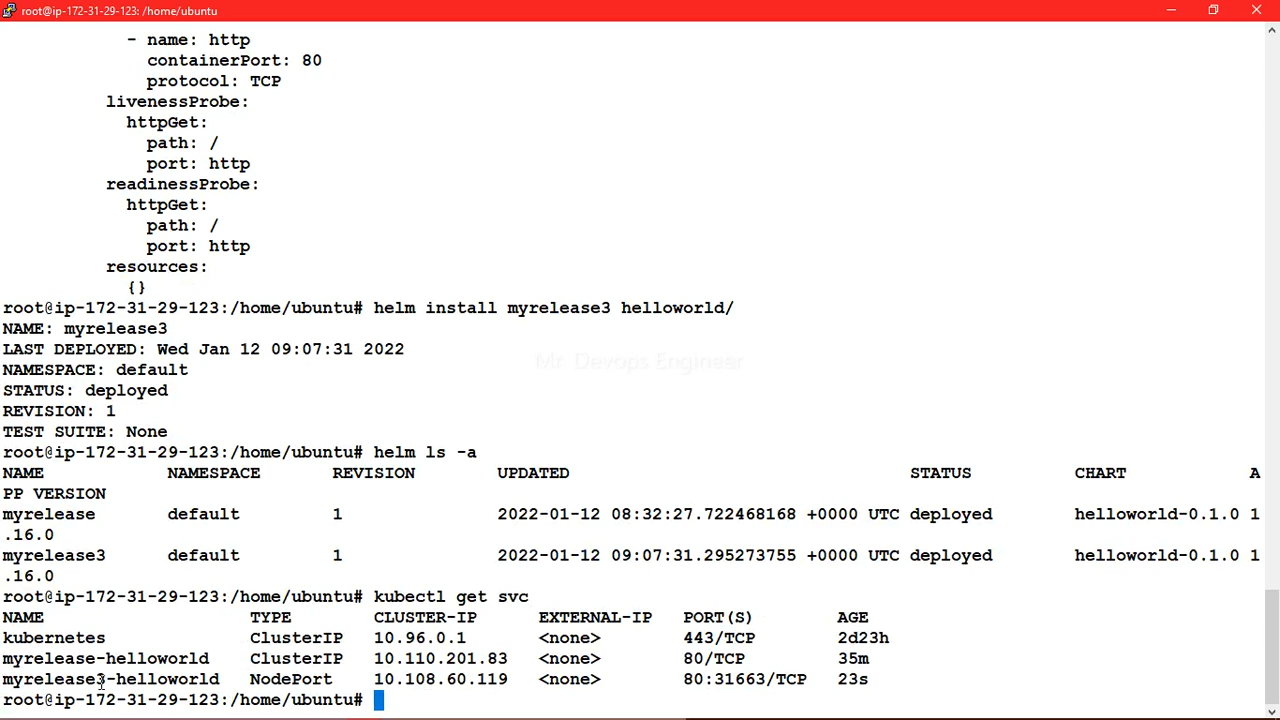 root@ip-172-31-29-123: /home/ubuntu
- name: http
containerPort: 80
protocol: TCP
livenessProbe:
httpGet:
path: /
port: http
readinessProbe:
httpGet:
path: /
port: http
resources:
{}
root@ip-172-31-29-123:/home/ubuntu# helm install myrelease3 helloworld/
NAME: myrelease3
LAST DEPLOYED: Wed Jan 12 09:07:31 2022
Mr. Devops Engineer
NAMESPACE: default
STATUS: deployed
REVISION: 1
TEST SUITE: None
root@ip-172-31-29-123:/home/ubuntu# helm ls -a
NAME NAMESPACE REVISION UPDATED STATUS CHART A
PP VERSION
myrelease default 1 2022-01-12 08:32:27.722468168 +0000 UTC deployed helloworld-0.1.0 1
.16.0
myrelease3 default 1 2022-01-12 09:07:31.295273755 +0000 UTC deployed helloworld-0.1.0 1
.16.0
root@ip-172-31-29-123:/home/ubuntu# kubectl get svc
NAME TYPE CLUSTER-IP EXTERNAL-IP PORT(S) AGE
kubernetes ClusterIP 10.96.0.1 <none> 443/TCP 2d23h
myrelease-helloworld ClusterIP 10.110.201.83 <none> 80/TCP 35m
myrelease3-helloworld NodePort 10.108.60.119 <none> 80:31663/TCP 23s
root@ip-172-31-29-123:/home/ubuntu#